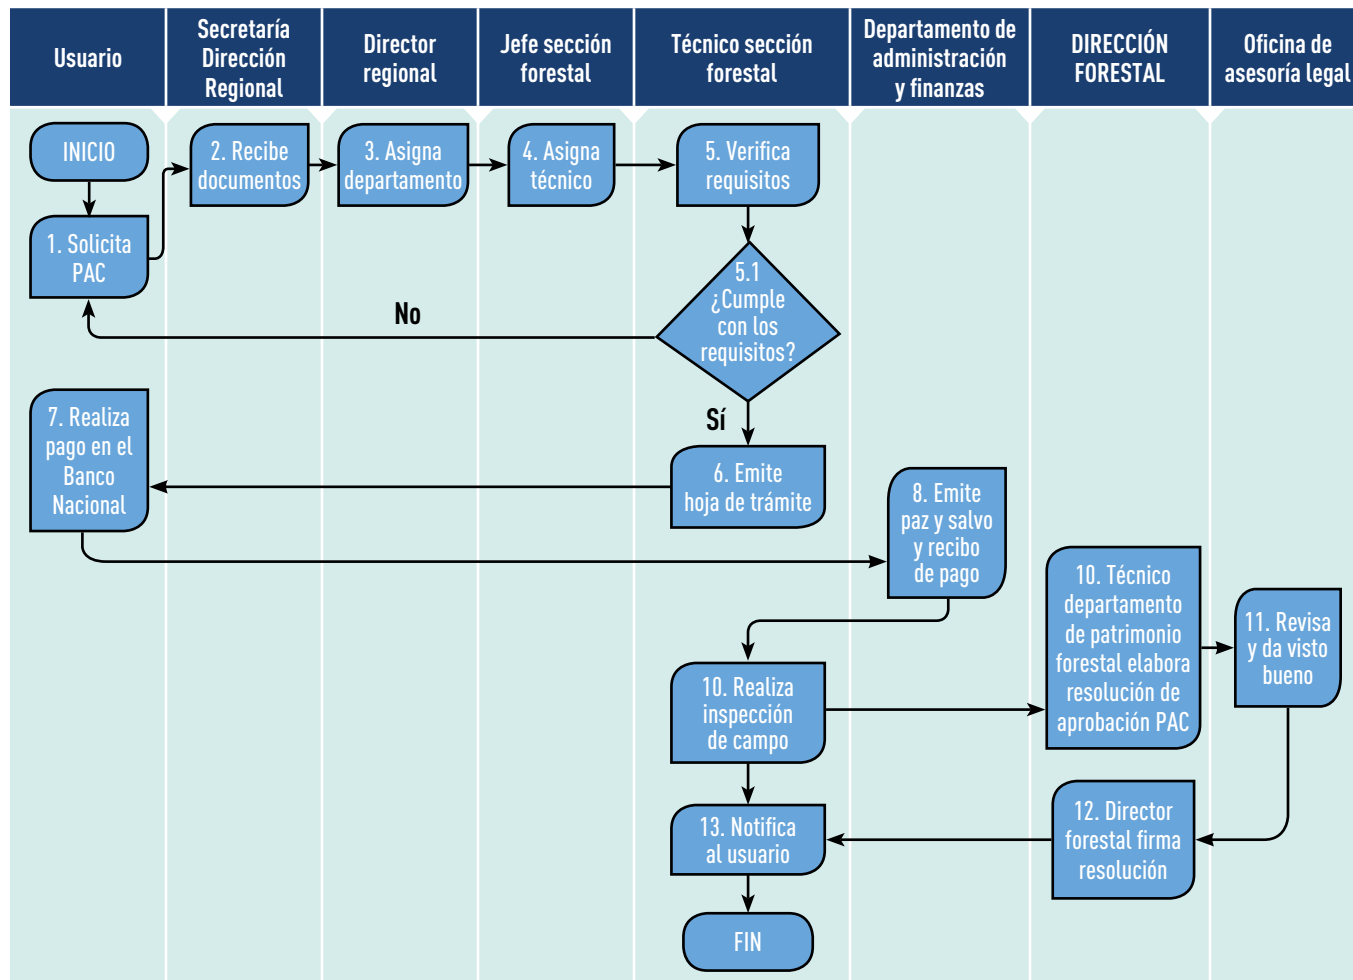 Usuario
Secretaría
Dirección
Regional
Director
regional
Jefe sección
forestal
Técnico sección
forestal
Departamento de
administración
y finanzas
DIRECCIÓN
FORESTAL
Oficina de
asesoría legal
INICIO
1. Solicita
PAC
2. Recibe
documentos
3. Asigna
departamento
4. Asigna
técnico
5. Verifica
requisitos
5.1
¿Cumple
con los
requisitos?
No
Sí
6. Emite
hoja de trámite
7. Realiza
pago en el
Banco
Nacional
8. Emite
paz y salvo
y recibo
de pago
10. Realiza
inspección
de campo
10. Técnico
departamento
de patrimonio
forestal elabora
resolución de
aprobación PAC
11. Revisa
y da visto
bueno
12. Director
forestal firma
resolución
13. Notifica
al usuario
FIN